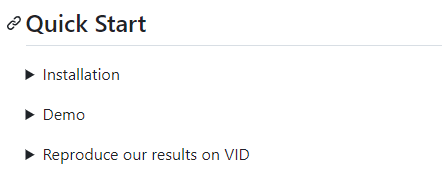 Quick Start
Installation
Demo
Reproduce our results on VID